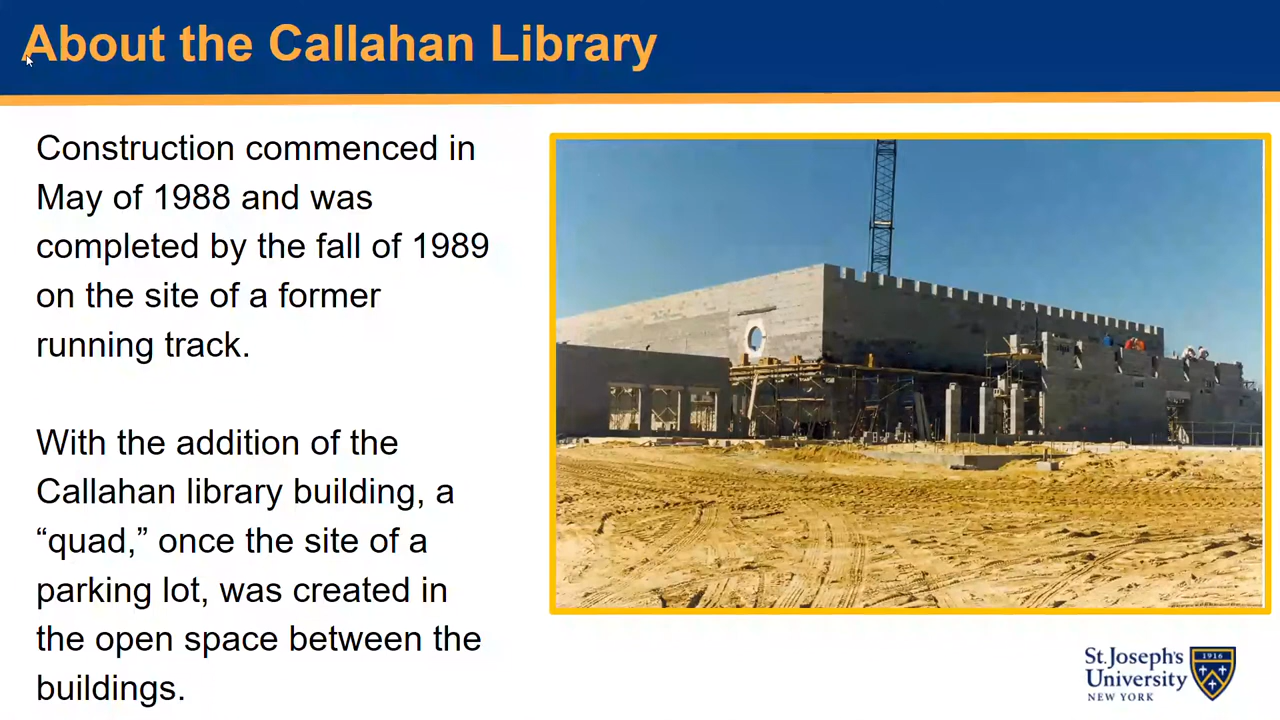 About the Callahan Library
Construction commenced in
May of 1988 and was
completed by the fall of 1989
on the site of a former
running track.
With the addition of the
Callahan library building, a
“quad,” once the site of a
parking lot, was created in
the open space between the
buildings.
St.Joseph's
University
NEW YORK
1916